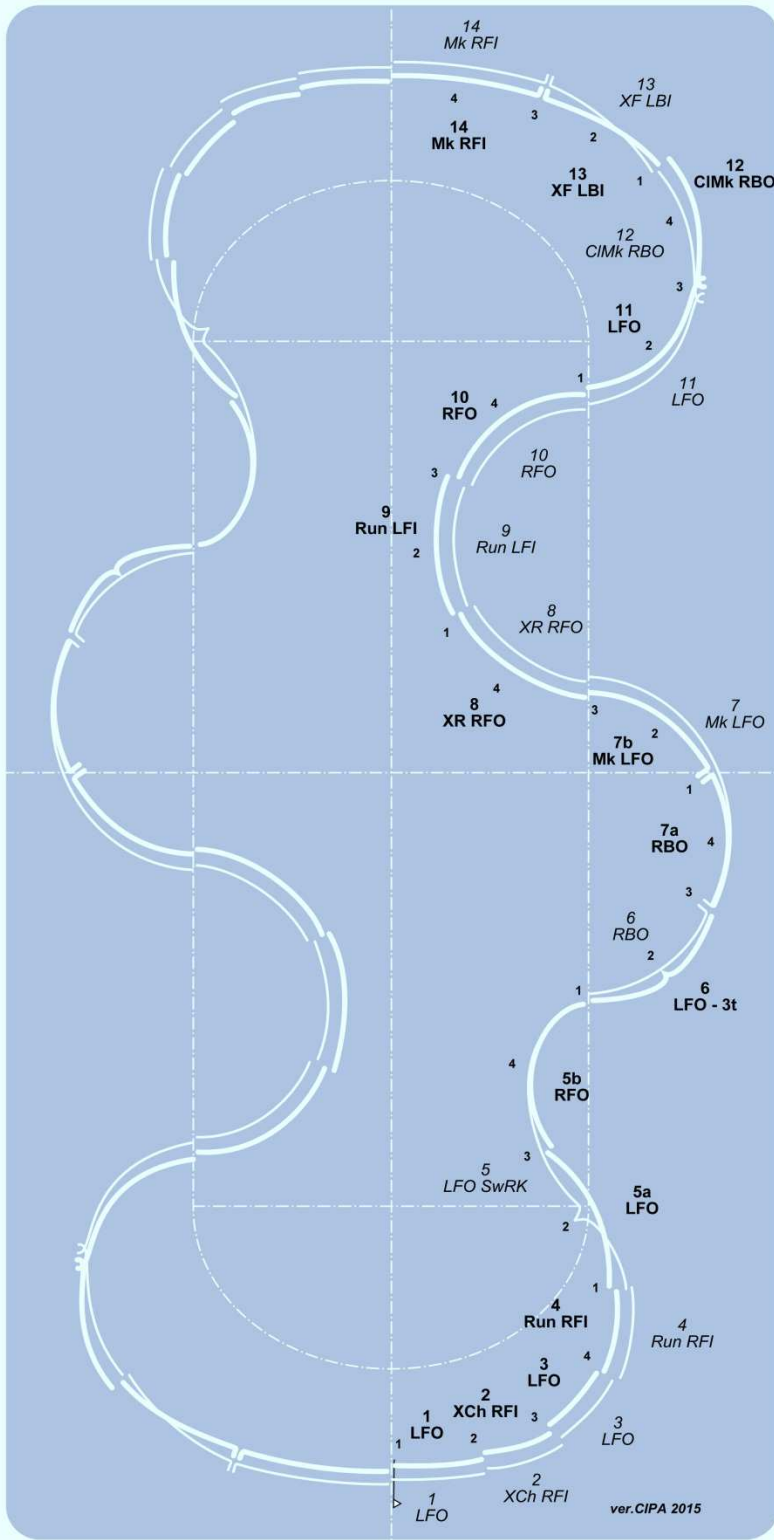 14
Mk RFI
13
XF LBI
4
3
14
Mk RFI
2
12
ClMk RBO
13
XF LBI
1
4
12
ClMk RBO
3
11
LFO
2
1
10
RFO
4
11
LFO
10
RFO
3
9
Run LFI
9
Run LFI
2
8
XR RFO
1
4
8
XR RFO
3
7
Mk LFO
2
7b
Mk LFO
1
7a
RBO
4
3
6
RBO
2
1
6
LFO - 3t
4
5b
RFO
3
5
LFO SwRK
5a
LFO
2
1
4
Run RFI
4
Run RFI
3
LFO
4
2
XCh RFI
1
LFO
3
2
1
3
LFO
2
XCh RFI
1
LFO
ver.CIPA 2015